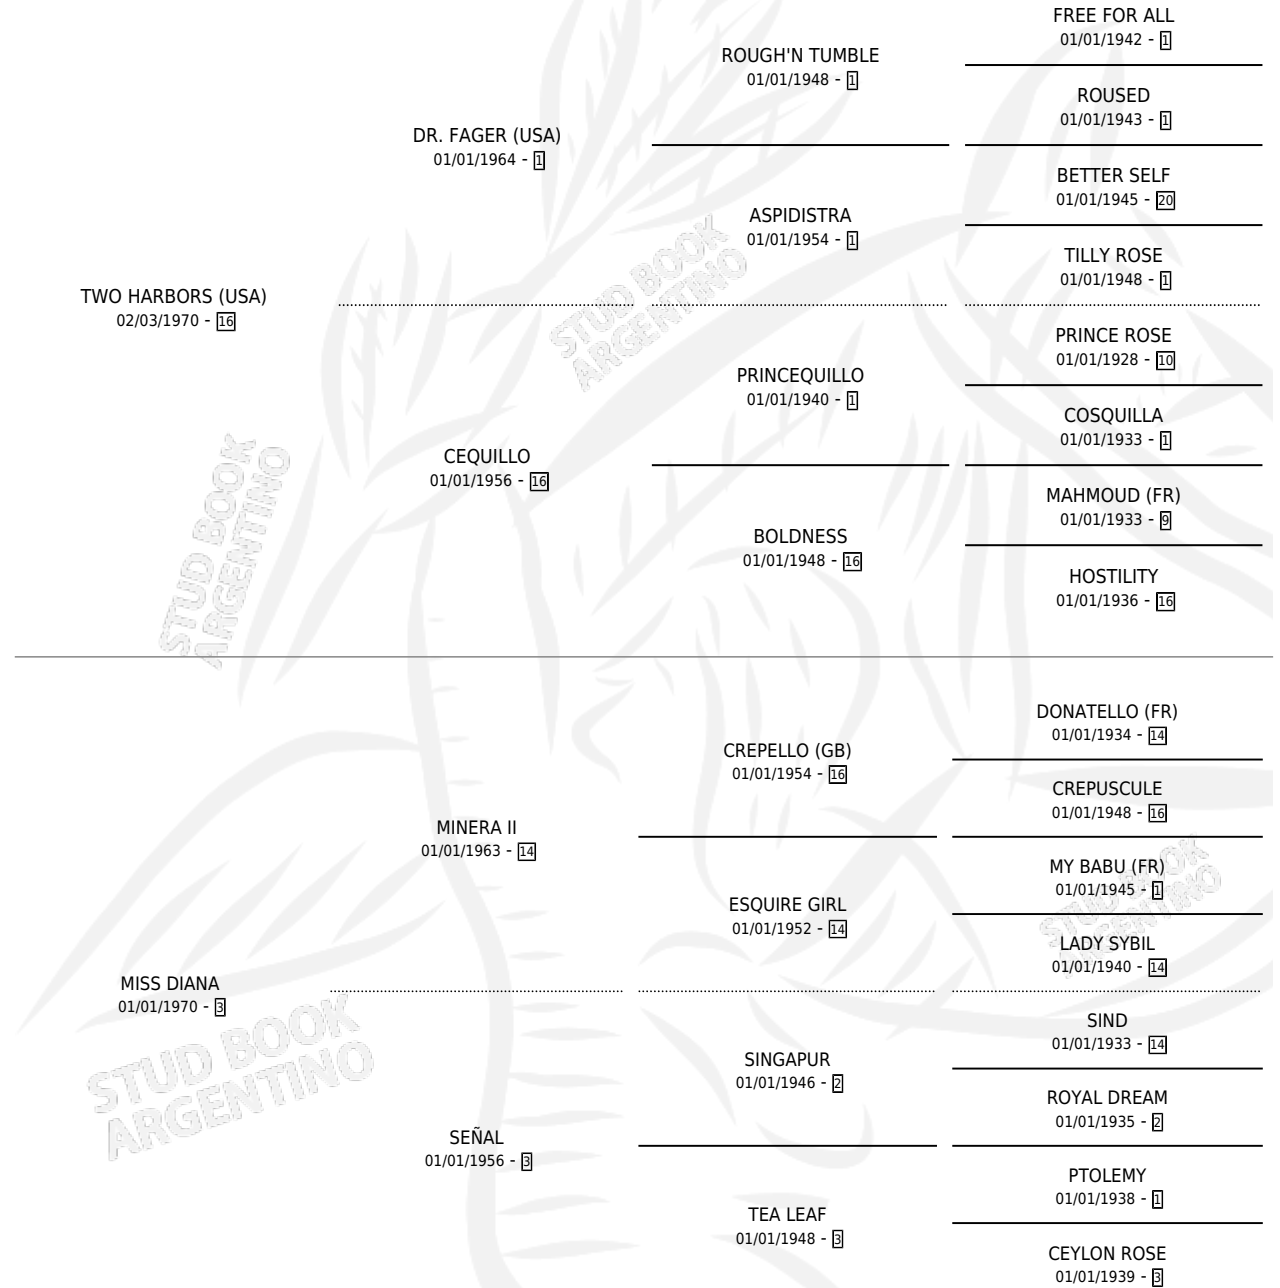 FREE FOR ALL
01/01/1942 - 1
ROUGH'N TUMBLE
01/01/1948 - 1
ROUSED
01/01/1943 - 1
DR. FAGER (USA)
01/01/1964 - 1
BETTER SELF
01/01/1945 - 20
ASPIDISTRA
01/01/1954 - 1
TILLY ROSE
01/01/1948 - 1
TWO HARBORS (USA)
02/03/1970 - 16
STUD BOOK
ARGENTINO
PRINCE ROSE
01/01/1928 - 10
PRINCEQUILLO
01/01/1940 - 1
COSQUILLA
01/01/1933 - 1
CEQUILLO
01/01/1956 - 16
MAHMOUD (FR)
01/01/1933 - 9
BOLDNESS
01/01/1948 - 16
HOSTILITY
01/01/1936 - 16
STUD BOOK
ARGENTINO
DONATELLO (FR)
01/01/1934 - 14
CREPELLO (GB)
01/01/1954 - 16
CREPUSCULE
01/01/1948 - 16
MINERA II
01/01/1963 - 14
MY BABU (FR)
01/01/1945 - 1
ESQUIRE GIRL
01/01/1952 - 14
LADY SYBIL
01/01/1940 - 14
STUD BOOK
ARGENTINO
MISS DIANA
01/01/1970 - 3
SIND
01/01/1933 - 14
SINGAPUR
01/01/1946 - 2
ROYAL DREAM
01/01/1935 - 2
STUD BOOK
ARGENTINO
SEÑAL
01/01/1956 - 3
PTOLEMY
01/01/1938 - 1
TEA LEAF
01/01/1948 - 3
CEYLON ROSE
01/01/1939 - 3